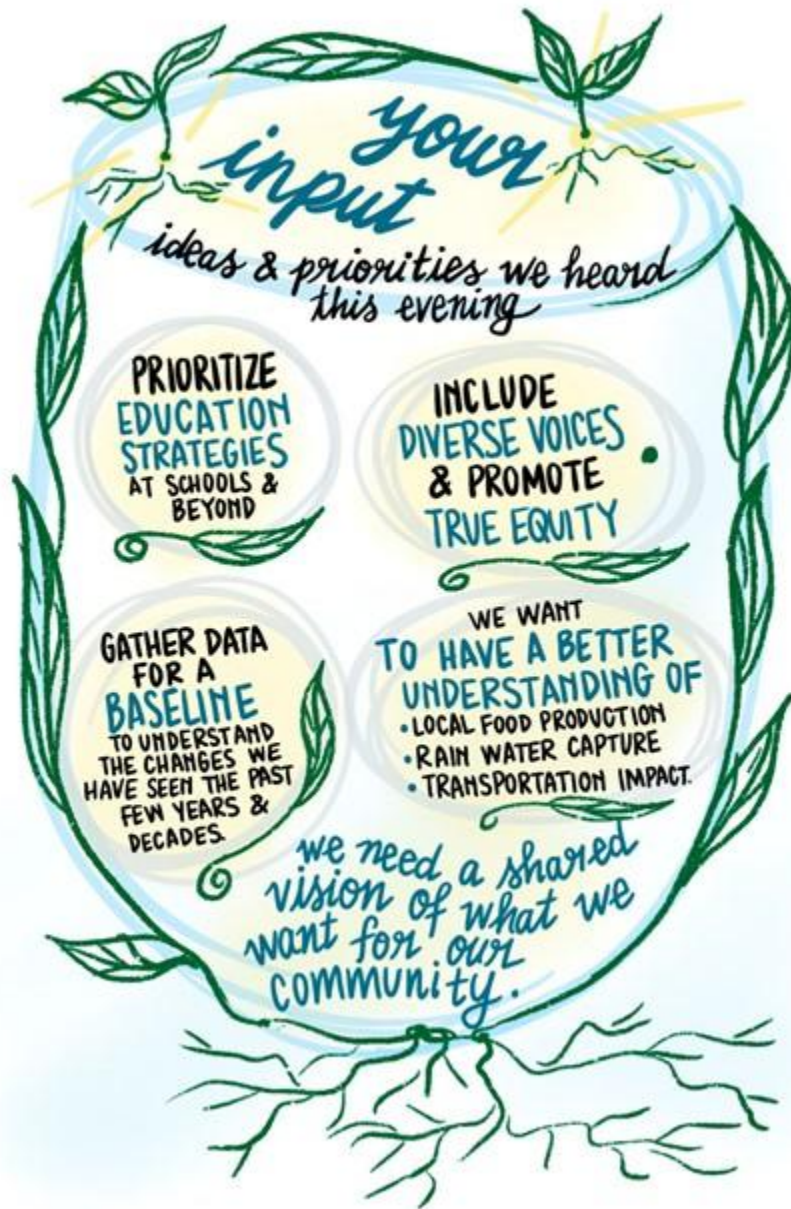 your
input
ideas & priorities we heard
this evening
PRIORITIZE
EDUCATION
STRATEGIES
AT SCHOOLS &
BEYOND
INCLUDE
DIVERSE VOICES
& PROMOTE
TRUE EQUITY
GATHER DATA
FOR A
BASELINE
TO UNDERSTAND
THE CHANGES WE
HAVE SEEN THE PAST
FEW YEARS &
DECADES.
WE WANT
TO HAVE A BETTER
UNDERSTANDING OF
• LOCAL FOOD PRODUCTION
• RAIN WATER CAPTURE
• TRANSPORTATION IMPACT.
we need a shared
vision of what we
want for our
community.